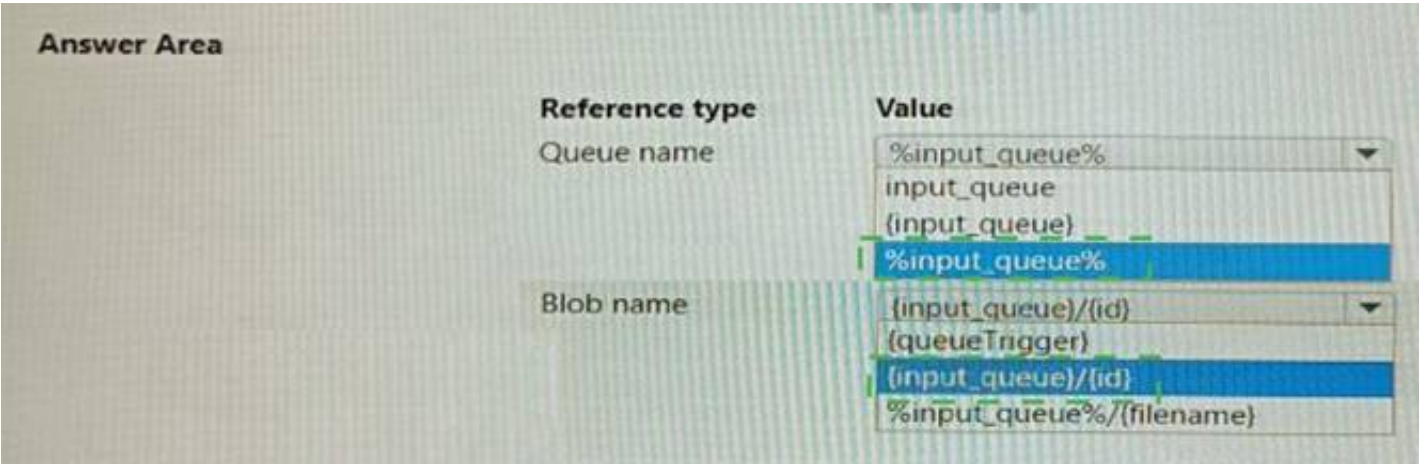 Answer Area
Reference type Value
Queue name %input_queue%
input_queue
{input_queue}
%input_queue%
Blob name {input_queue}/{id}
{queueTrigger}
{input_queue}/{id}
%input_queue%/{filename}